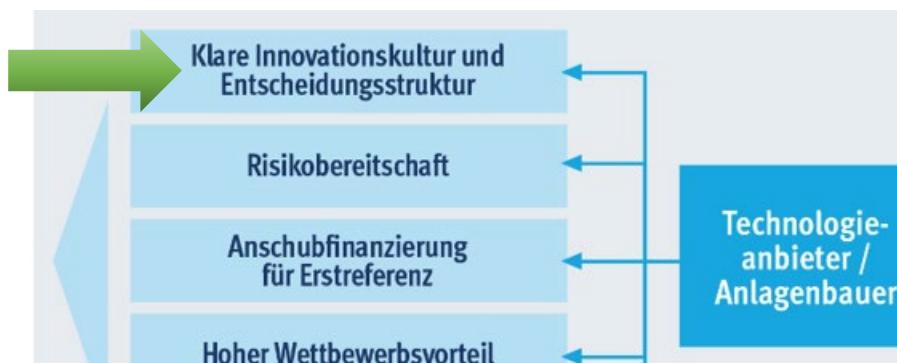 Klare Innovationskultur und
Entscheidungsstruktur
Risikobereitschaft
Anschubfinanzierung
für Erstreferenz
Hoher Wettbewerbsvorteil
Technologie-
anbieter /
Anlagenbauer